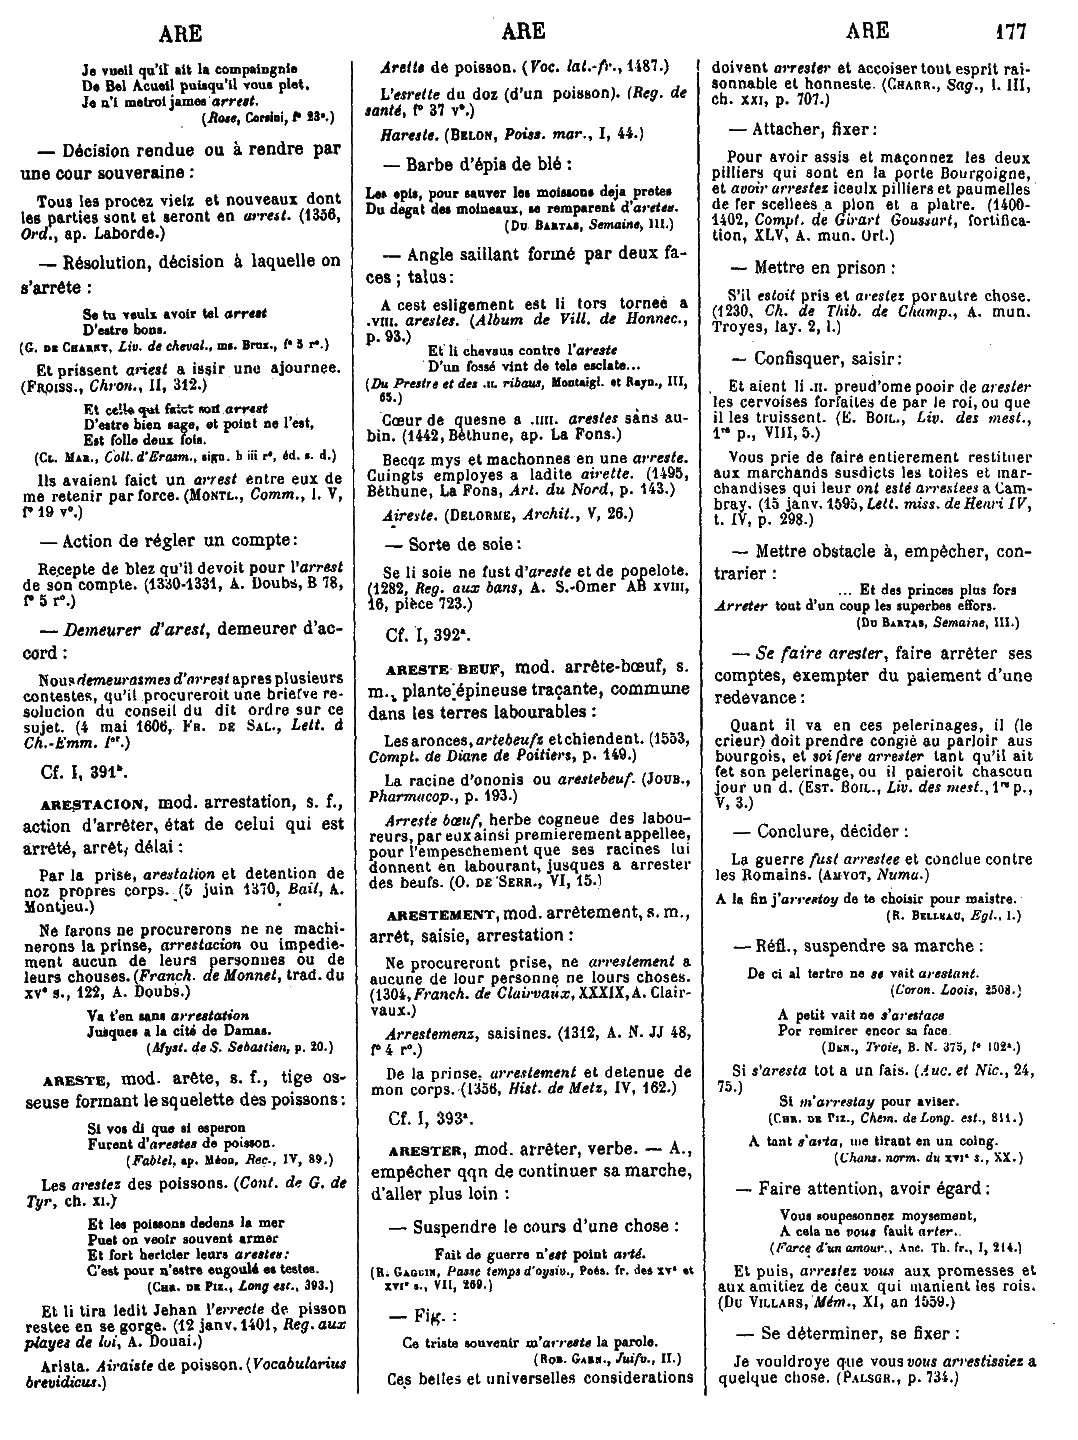 ARE
ARE
ARE 177
Je vueil qu'il ait la compaingnie
De Bel Acueil puisqu'il vous plet,
Je n'i metroi james arrest.
(Rose, Corsini, f° 23ª.)
— Décision rendue ou à rendre par
une cour souveraine :
Tous les procez vielz et nouveaux dont
les parties sont et seront en arrest. (1356,
Ord., ap. Laborde.)
— Résolution, décision à laquelle on
s'arrête :
Se tu veulx avoir tel arrest
D'estre bons.
(G. DE CHARNY, Liv. de cheval., ms. Brux., f° 5 r°.)
Et prissent ariest a issir une ajournee.
(FROISS., Chron., II, 312.)
Et celle qui faict son arrest
D'estre bien sage, et point ne l'est,
Est folle deux fois.
(CL. MAR., Coll. d'Erasm., sign. b iii r°, éd. s. d.)
Ils avaient faict un arrest entre eux de
me retenir par force. (MONTL., Comm., l. V,
f° 19 v°.)
— Action de régler un compte :
Recepte de blez qu'il devoit pour l'arrest
de son compte. (1330-1331, A. Doubs, B 78,
f° 5 r°.)
— Demeurer d'arest, demeurer d'ac-
cord :
Nous demeurasmes d'arrest apres plusieurs
contestes, qu'il procureroit une briefve re-
solucion du conseil du dit ordre sur ce
sujet. (4 mai 1606, FR. DE SAL., Lett. à
Ch.-Emm. Iᵉʳ.)
Cf. I, 391ᵇ.
ARESTACION, mod. arrestation, s. f.,
action d'arrêter, état de celui qui est
arrêté, arrêt, délai :
Par la prise, arestation et detention de
noz propres corps. (5 juin 1370, Bail, A.
Montjeu.)
Ne farons ne procurerons ne ne machi-
nerons la prinse, arrestacion ou impedie-
ment aucun de leurs personnes ou de
leurs chouses. (Franch. de Monnet, trad. du
xvᵉ s., 122, A. Doubs.)
Va t'en sans arrestation
Jusques a la cité de Damas.
(Myst. de S. Sebastien, p. 20.)
ARESTE, mod. arête, s. f., tige os-
seuse formant le squelette des poissons :
Si vos di que si esperon
Furent d'arestes de poisson.
(Fablel, ap. Méon, Rec., IV, 89.)
Les arestez des poissons. (Cont. de G. de
Tyr, ch. XI.)
Et les poissons dedens la mer
Puet on veoir souvent armer
Et fort hericier leurs arestes :
C'est pour n'estre engoulé es testes.
(CHR. DE PIZ., Long est., 393.)
Et li tira ledit Jehan l'errecte de pisson
restee en se gorge. (12 janv. 1401, Reg. aux
playes de loi, A. Douai.)
Arista. Airaiste de poisson. (Vocabularius
brevidicus.)
Arette de poisson. (Voc. lat.-fr., 1487.)
L'esrette du doz (d'un poisson). (Reg. de
santé, f° 37 v°.)
Hareste. (BELON, Poiss. mar., I, 44.)
— Barbe d'épis de blé :
Les epis, pour sauver les moissons deja pretes
Du degat des moineaux, se remparent d'aretes.
(DU BARTAS, Semaine, III.)
— Angle saillant formé par deux fa-
ces ; talus :
A cest esligement est li tors torneé a
.VIII. arestes. (Album de Vill. de Honnec.,
p. 93.)
Et li chevaus contre l'areste
D'un fossé vint de tele esclate...
(Du Prestre et des .II. ribaus, Montaigl. et Rayn., III,
65.)
Cœur de quesne a .IIII. arestes sans au-
bin. (1442, Béthune, ap. La Fons.)
Becqz mys et machonnes en une arreste.
Cuingts employes a ladite airette. (1495,
Béthune, La Fons, Art. du Nord, p. 143.)
Aireste. (DELORME, Archit., V, 26.)
— Sorte de soie :
Se li soie ne fust d'areste et de popelote.
(1282, Reg. aux bans, A. S.-Omer AB XVIII,
16, pièce 723.)
Cf. I, 392ª.
ARESTE BEUF, mod. arrête-bœuf, s.
m., plante épineuse traçante, commune
dans les terres labourables :
Les aronces, artebeufs et chiendent. (1553,
Compt. de Diane de Poitiers, p. 149.)
La racine d'ononis ou arestebeuf. (JOUB.,
Pharmacop., p. 193.)
Arreste bœuf, herbe cogneue des labou-
reurs, par eux ainsi premierement appellee,
pour l'empeschement que ses racines lui
donnent en labourant, jusques a arrester
des beufs. (O. DE SERR., VI, 15.)
ARESTEMENT, mod. arrêtement, s. m.,
arrêt, saisie, arrestation :
Ne procureront prise, ne arrestement a
aucune de lour personne ne lours choses.
(1304, Franch. de Clairvaux, XXXIX, A. Clair-
vaux.)
Arrestemenz, saisines. (1312, A. N. JJ 48,
f° 4 r°.)
De la prinse, arrestement et detenue de
mon corps. (1356, Hist. de Metz, IV, 162.)
Cf. I, 393ª.
ARESTER, mod. arrêter, verbe. — A.,
empêcher qqn de continuer sa marche,
d'aller plus loin :
— Suspendre le cours d'une chose :
Fait de guerre n'est point arté.
(R. GAGUIN, Passe temps d'oysiv., Poés. fr. des xvᵉ et
xvıᵉ s., VII, 269.)
— Fig. :
Ce triste souvenir m'arreste la parole.
(ROB. GARN., Juifv., II.)
Ces belles et universelles considerations
doivent arrester et accoiser tout esprit rai-
sonnable et honneste. (CHARR., Sag., l. III,
ch. XXI, p. 707.)
— Attacher, fixer :
Pour avoir assis et maçonnez les deux
pilliers qui sont en la porte Bourgoigne,
et avoir arrestez iceulx pilliers et paumelles
de fer scellees a plon et a platre. (1400-
1402, Compt. de Girart Goussart, fortifica-
tion, XLV, A. mun. Orl.)
— Mettre en prison :
S'il estoit pris et arestez por autre chose.
(1230, Ch. de Thib. de Champ., A. mun.
Troyes, lay. 2, l.)
— Confisquer, saisir :
Et aient li .II. preud'ome pooir de arester
les cervoises forfaites de par le roi, ou que
il les truissent. (E. BOIL., Liv. des mest.,
1ʳᵉ p., VIII, 5.)
Vous prie de faire entierement restituer
aux marchands susdicts les toiles et mar-
chandises qui leur ont esté arrestees a Cam-
bray. (15 janv. 1595, Lett. miss. de Henri IV,
t. IV, p. 298.)
— Mettre obstacle à, empêcher, con-
trarier :
... Et des princes plus fors
Arreter tout d'un coup les superbes effors.
(DU BARTAS, Semaine, III.)
— Se faire arester, faire arrêter ses
comptes, exempter du paiement d'une
redevance :
Quant il va en ces pelerinages, il (le
crieur) doit prendre congié au parloir aus
bourgois, et soi fere arrester tant qu'il ait
fet son pelerinage, ou il paieroit chascun
jour un d. (EST. BOIL., Liv. des mest., 1ʳᵉ p.,
V, 3.)
— Conclure, décider :
La guerre fust arrestee et conclue contre
les Romains. (AMYOT, Numa.)
A la fin j'arrestoy de te choisir pour maistre.
(R. BELLEAU, Egl., I.)
— Réfl., suspendre sa marche :
De ci al tertre ne se vait arestant.
(Coron. Loois, 2508.)
A petit vait ne s'arestace
Por remirer encor sa face.
(BEN., Troie, B. N. 375, f° 102ª.)
Si s'aresta tot a un fais. (Auc. et Nic., 24,
75.)
Si m'arrestay pour aviser.
(CHR. DE PIZ., Chem. de Long. est., 811.)
A tant s'arta, me tirant en un coing.
(Chans. norm. du xvıᵉ s., XX.)
— Faire attention, avoir égard :
Vous soupesonnez moysement,
A cela ne vous fault arter.
(Farce d'un amour., Anc. Th. fr., I, 214.)
Et puis, arrestez vous aux promesses et
aux amitiez de ceux qui manient les rois.
(DU VILLARS, Mém., XI, an 1559.)
— Se déterminer, se fixer :
Je vouldroye que vous vous arrestissiez a
quelque chose. (PALSGR., p. 734.)